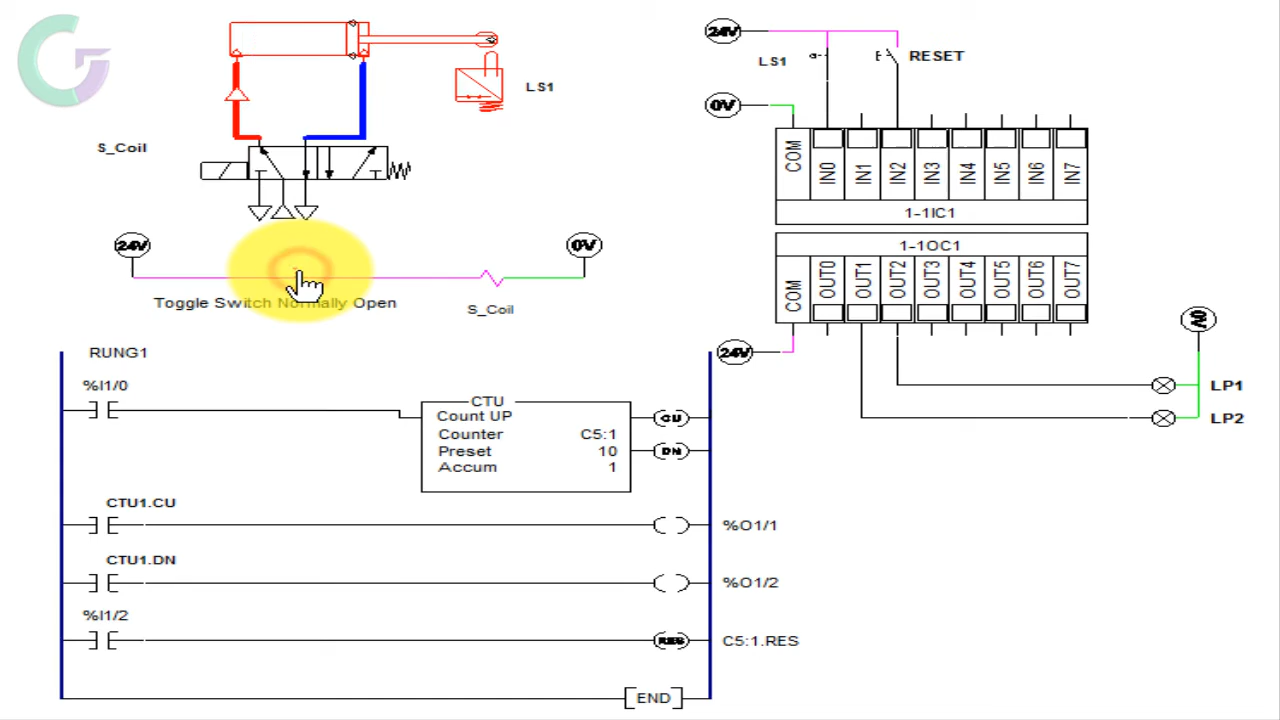 24V
LS1
RESET
LS1
0V
S_Coil
COM
IN0
IN1
IN2
IN3
IN4
IN5
IN6
IN7
1-1IC1
24V
0V
1-1OC1
COM
OUT0
OUT1
OUT2
OUT3
OUT4
OUT5
OUT6
OUT7
Toggle Switch Normally Open
S_Coil
0V
RUNG1
24V
%I1/0
LP1
CTU
Count UP
CU
LP2
Counter C5:1
Preset 10
DN
Accum 1
CTU1.CU
%O1/1
CTU1.DN
%O1/2
%I1/2
RES
C5:1.RES
END